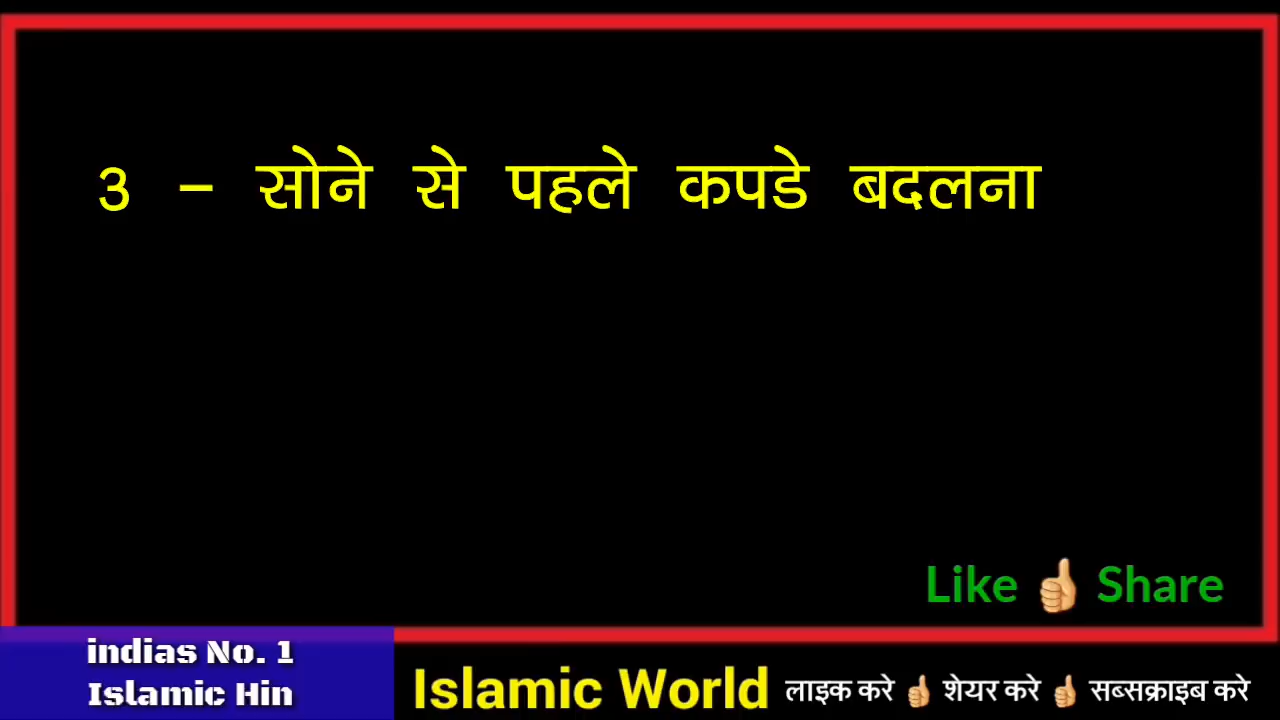 ३ – सोने से पहले कपडे बदलना
Like 👍 Share
indias No. 1
Islamic Hin
Islamic World लाइक करे 👍 शेयर करे 👍 सब्सक्राइब करे